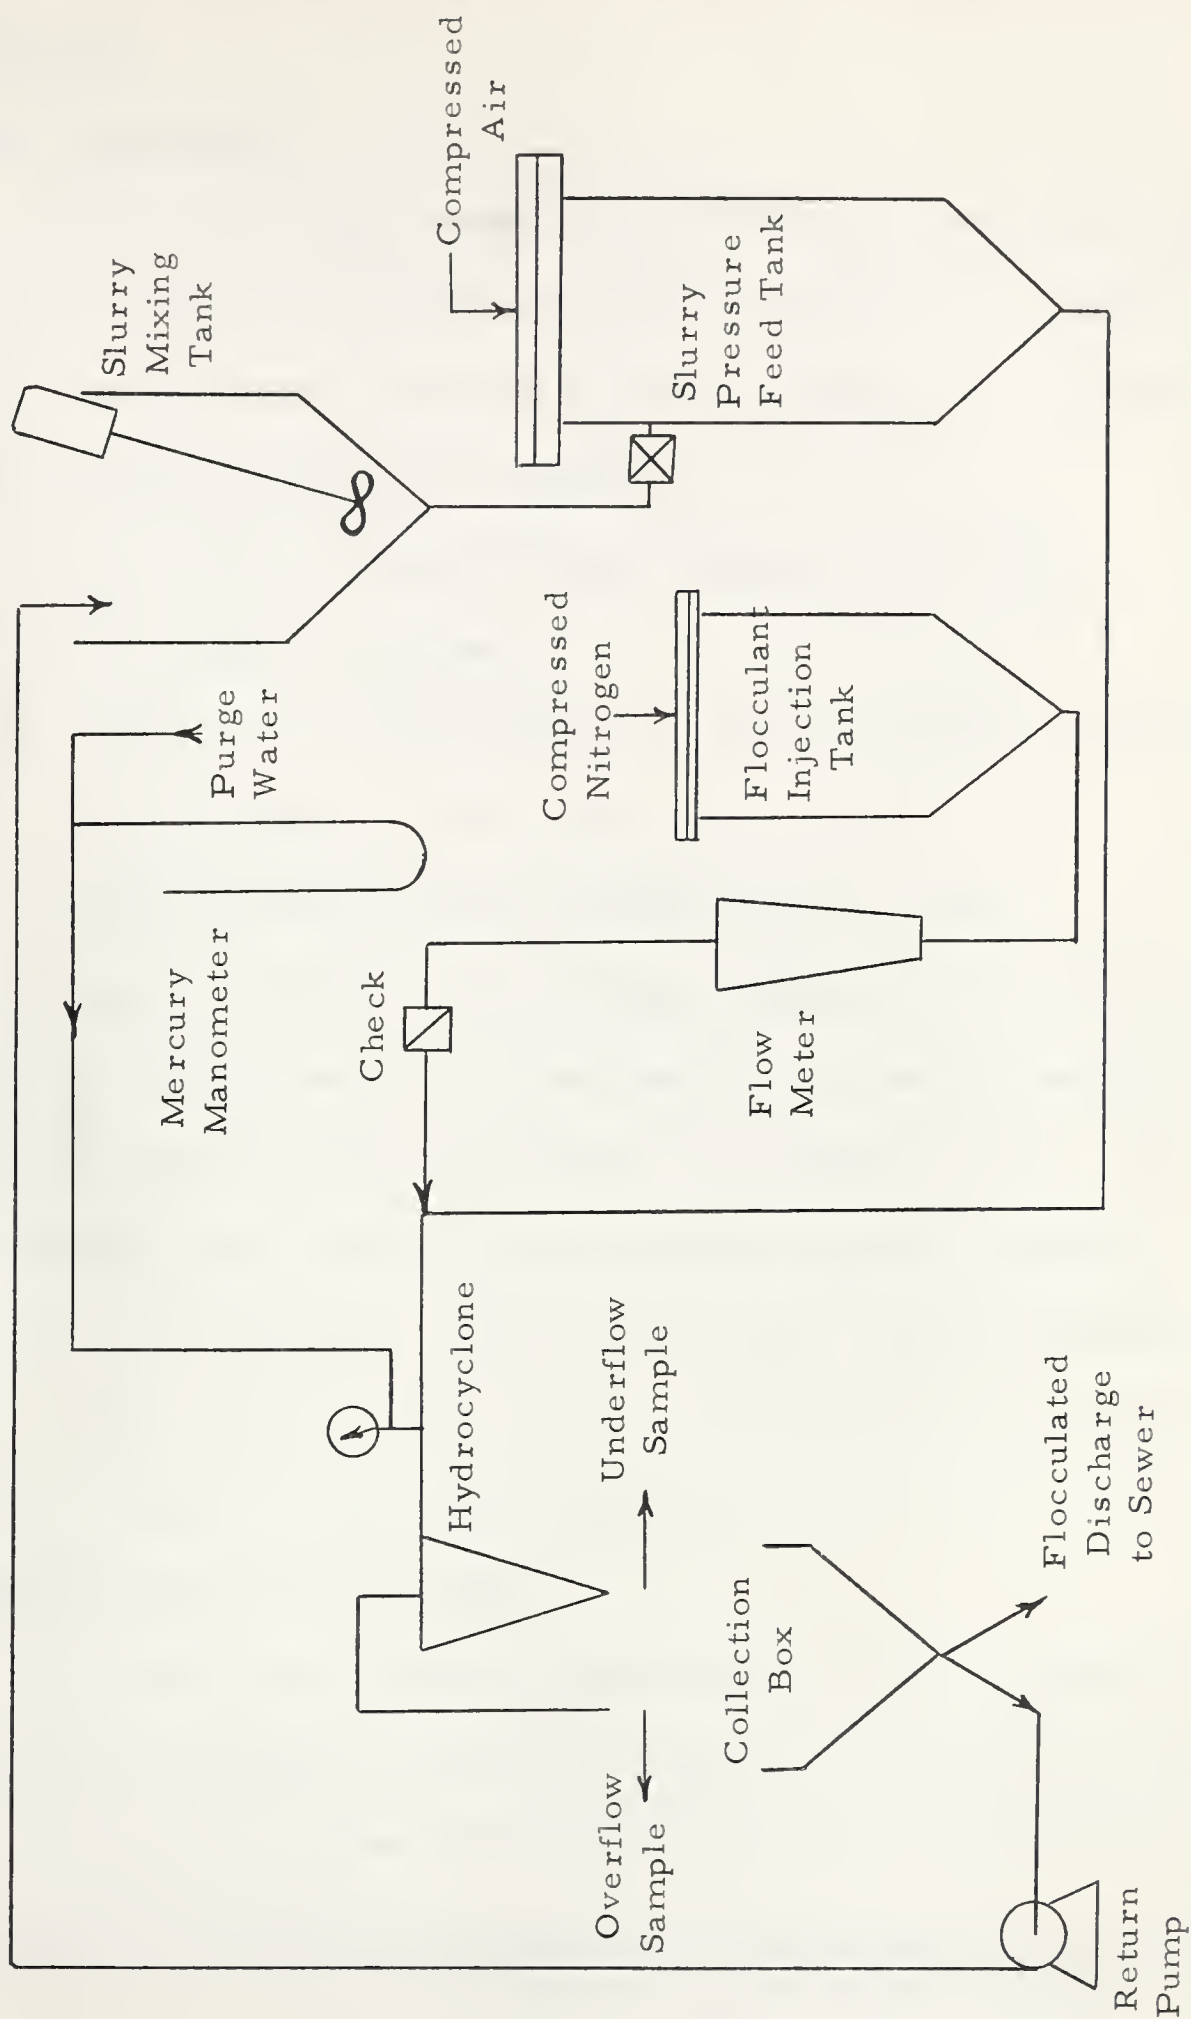 Slurry
Mixing
Tank
Compressed
Air
Purge
Water
Mercury
Manometer
Compressed
Nitrogen
Slurry
Pressure
Feed Tank
Check
Flocculant
Injection
Tank
Flow
Meter
Hydrocyclone
Overflow
Sample
Underflow
Sample
Collection
Box
Flocculated
Discharge
to Sewer
Return
Pump